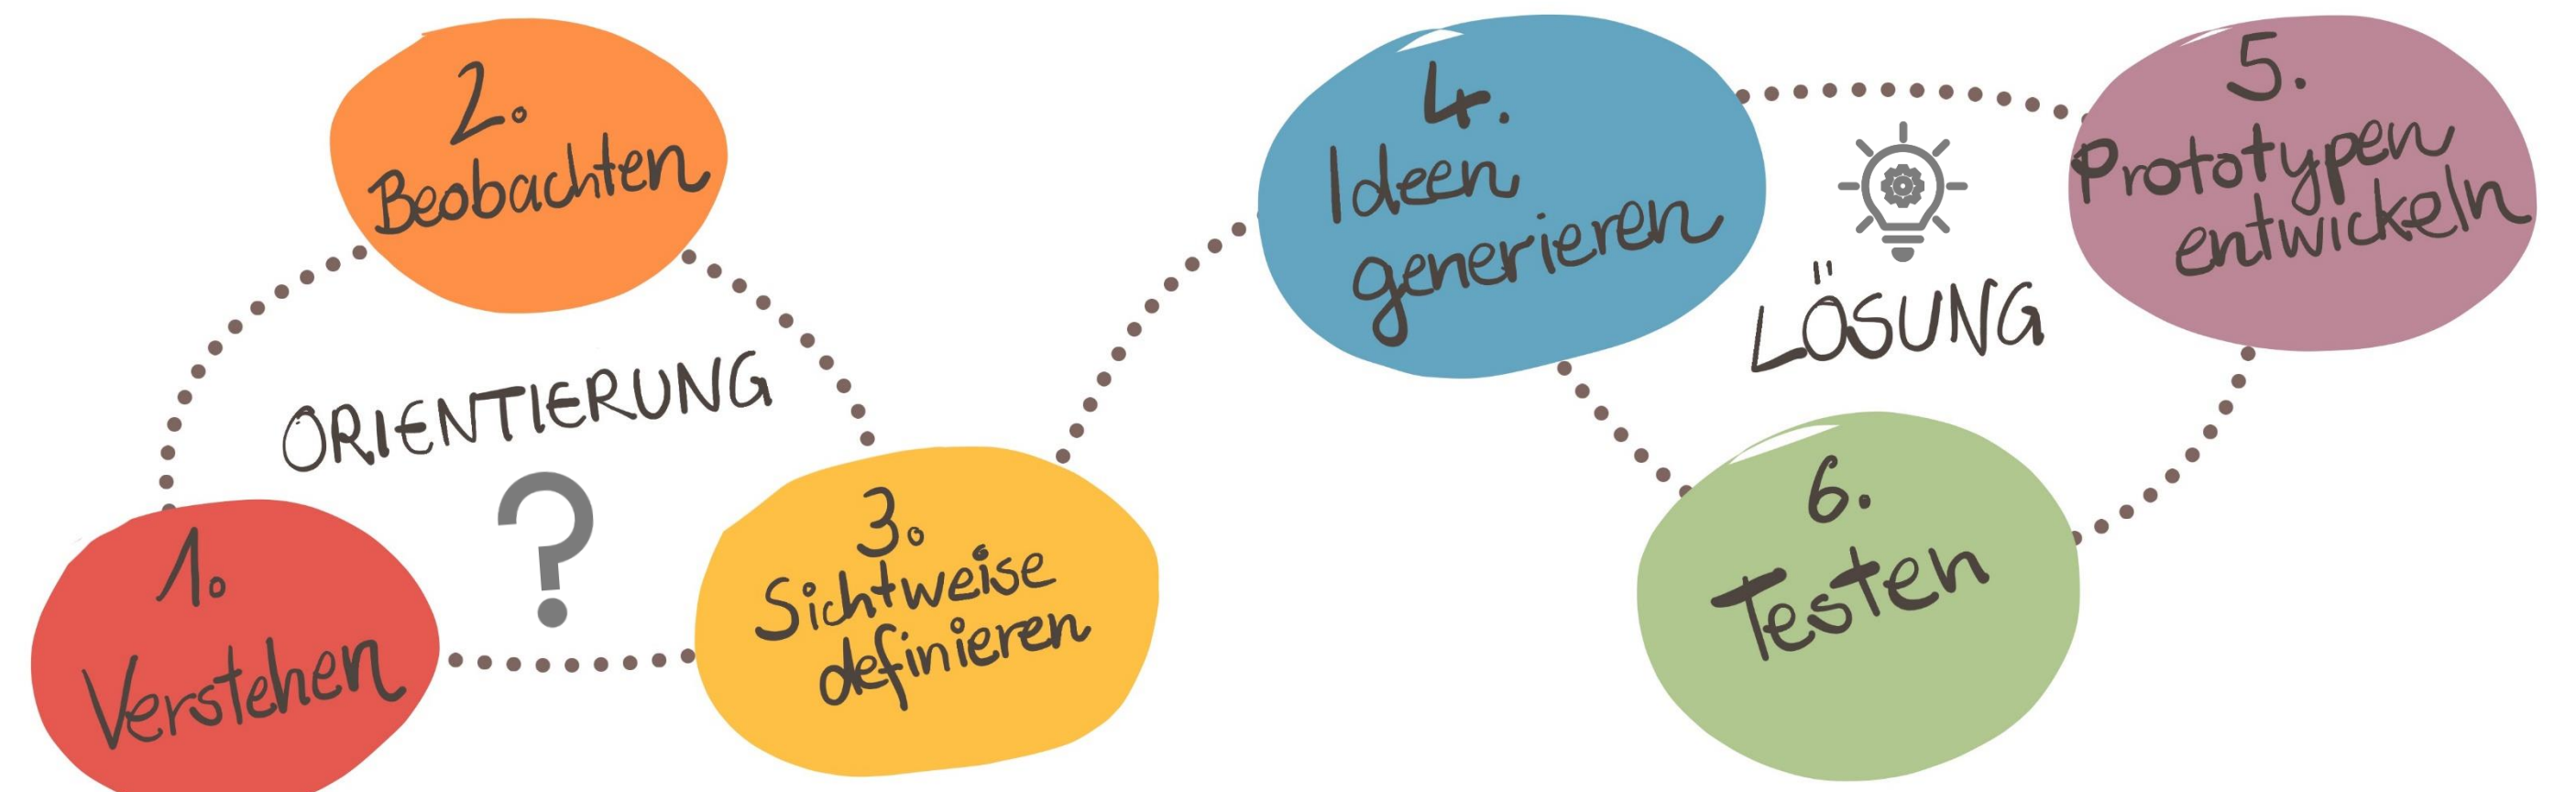 1.
Verstehen
2.
Beobachten
ORIENTIERUNG
?
3.
Sichtweise
definieren
4.
Ideen
generieren
5.
Prototypen
entwickeln
LÖSUNG
6.
Testen